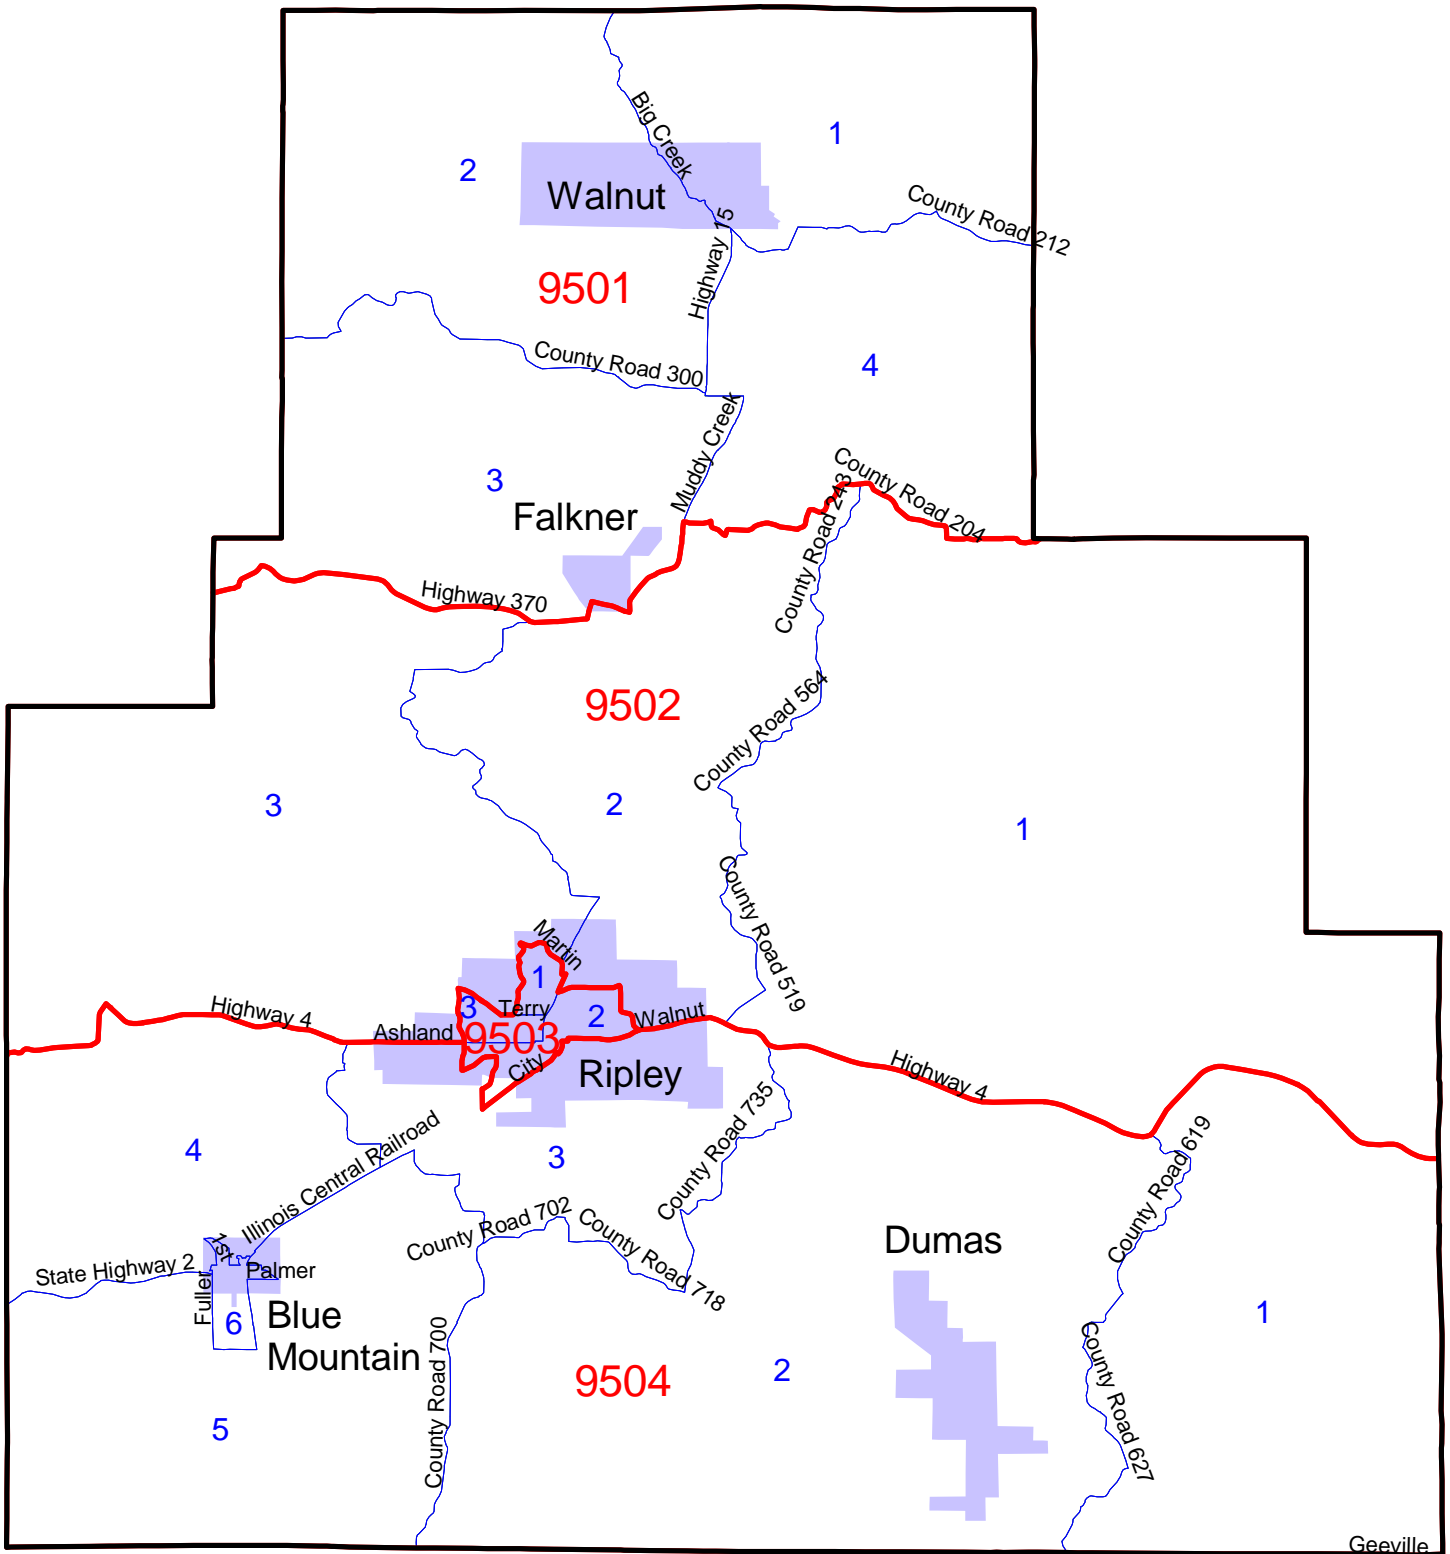 Big Creek
1
2
Walnut
County Road 212
Highway 15
9501
County Road 300
4
Muddy Creek
3
Falkner
County Road 204
County Road 243
Highway 370
County Road 564
9502
3
2
1
County Road 519
Martin
1
3
Terry
2
Walnut
Highway 4
Ashland
9503
City
Ripley
Highway 4
County Road 735
County Road 619
4
Illinois Central Railroad
3
County Road 702
County Road 718
Dumas
1st
State Highway 2
Palmer
Fuller
6
Blue
Mountain
1
County Road 700
County Road 627
9504
2
5
Geeville